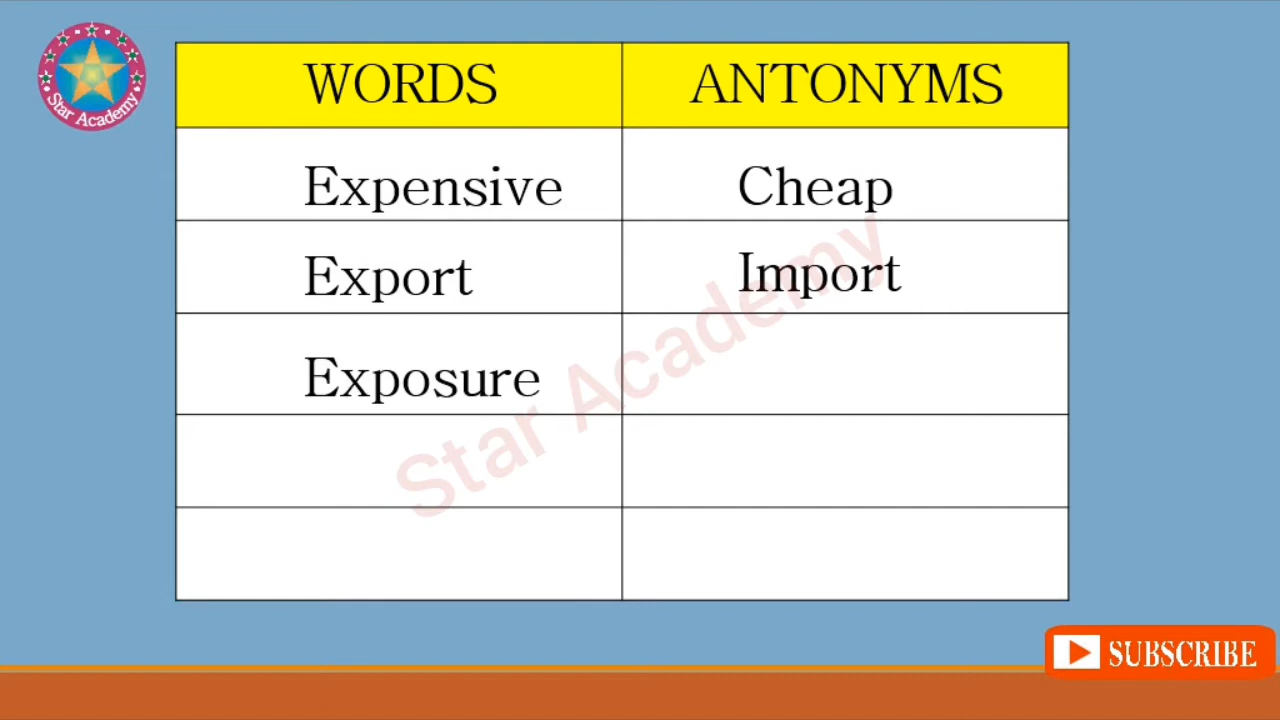 Star Academy
WORDS ANTONYMS
Expensive Cheap
Export Import
Exposure
Star Academy
SUBSCRIBE